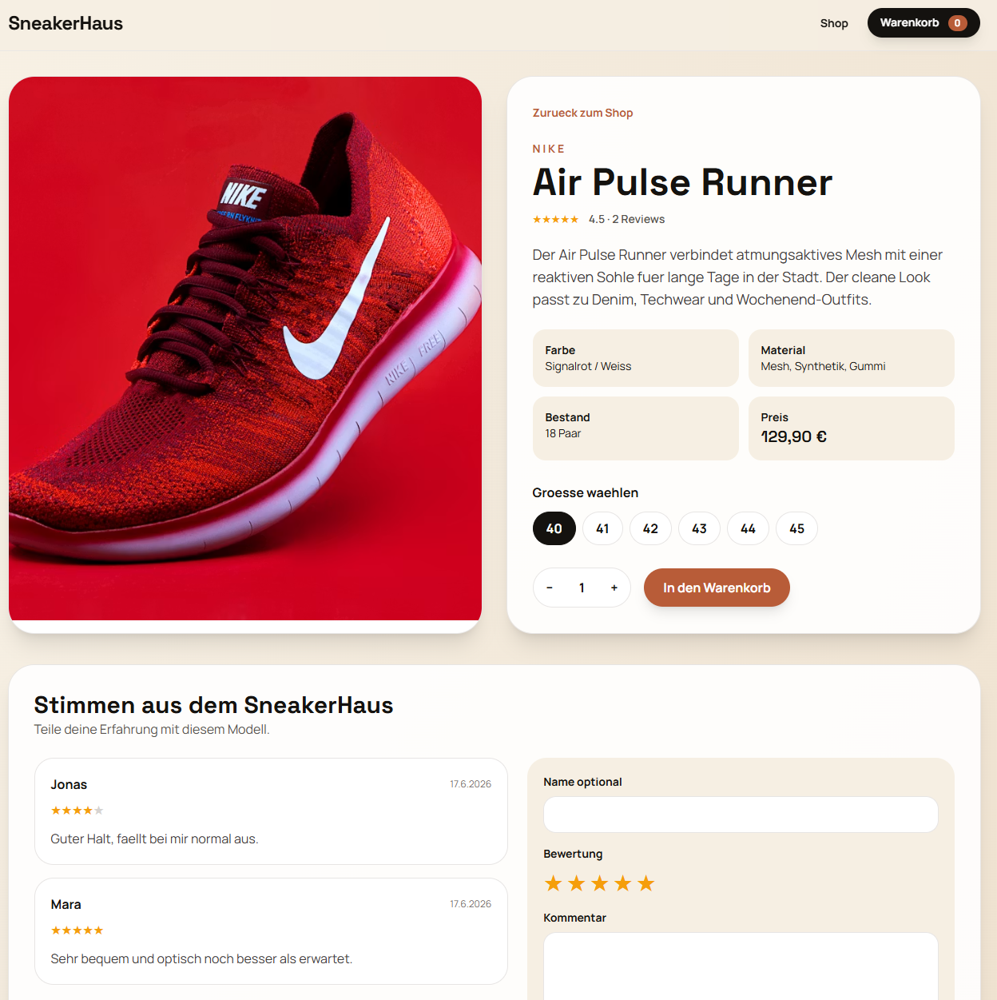 SneakerHaus
Shop
Warenkorb 0
NIKE
NIKE FREE
Zurueck zum Shop
NIKE
Air Pulse Runner
★★★★★ 4.5 · 2 Reviews
Der Air Pulse Runner verbindet atmungsaktives Mesh mit einer
reaktiven Sohle fuer lange Tage in der Stadt. Der cleane Look
passt zu Denim, Techwear und Wochenend-Outfits.
Farbe
Signalrot / Weiss
Material
Mesh, Synthetik, Gummi
Bestand
18 Paar
Preis
129,90 €
Groesse waehlen
40 41 42 43 44 45
− 1 +
In den Warenkorb
Stimmen aus dem SneakerHaus
Teile deine Erfahrung mit diesem Modell.
Jonas
17.6.2026
★★★★★
Guter Halt, faellt bei mir normal aus.
Mara
17.6.2026
★★★★★
Sehr bequem und optisch noch besser als erwartet.
Name optional
Bewertung
★★★★★
Kommentar